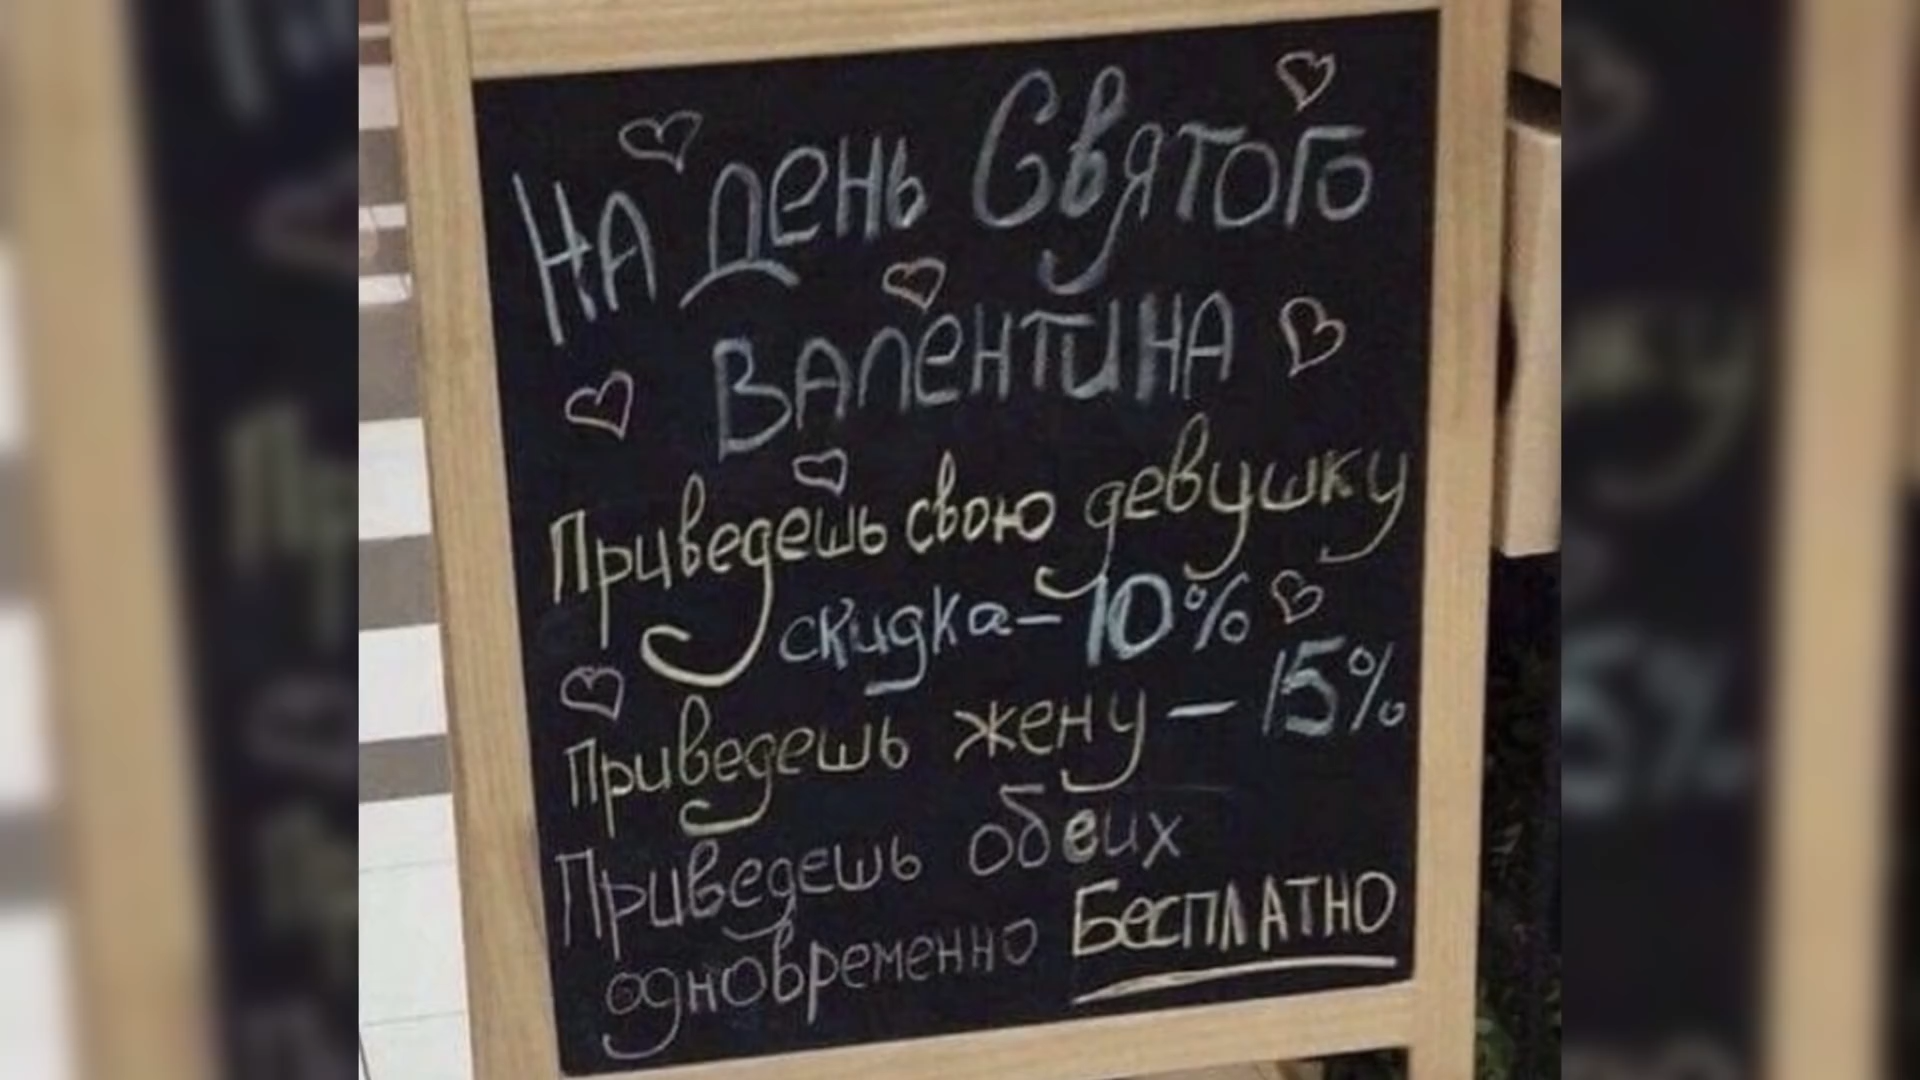 НА День Святого
ВАлентиНА
Приведешь свою девушку
скидка-10%
Приведешь жену - 15%
Приведешь обеих
одновременно БесплАТНО